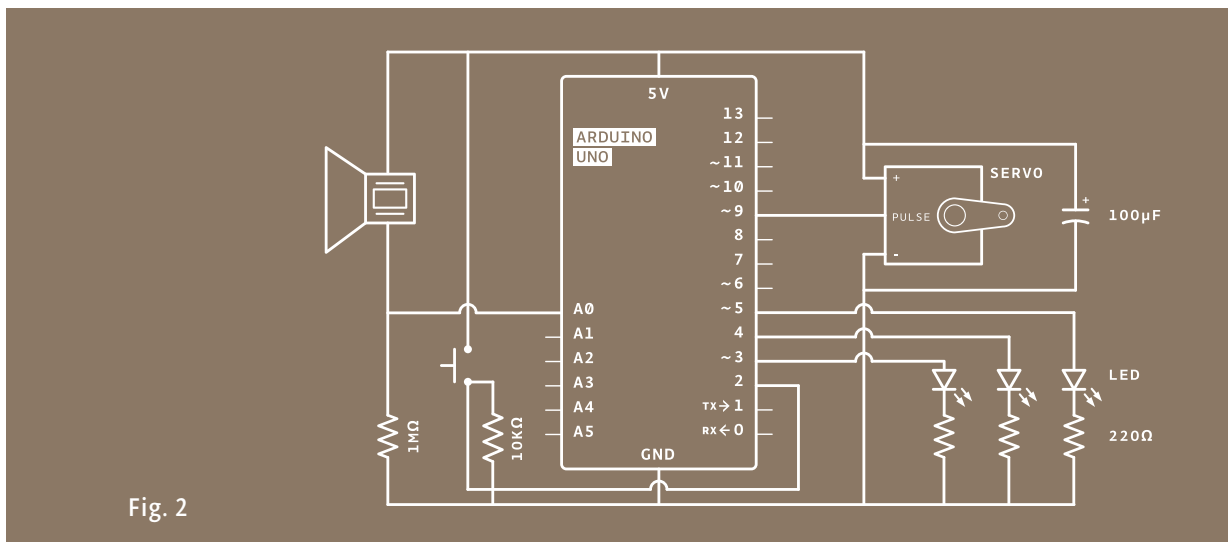 5V
ARDUINO
UNO
13
12
~11
~10
~9
8
7
~6
~5
4
~3
2
TX→1
RX←0
A0
A1
A2
A3
A4
A5
GND
+
SERVO
PULSE
-
+
100µF
LED
220Ω
1MΩ
10KΩ
Fig. 2